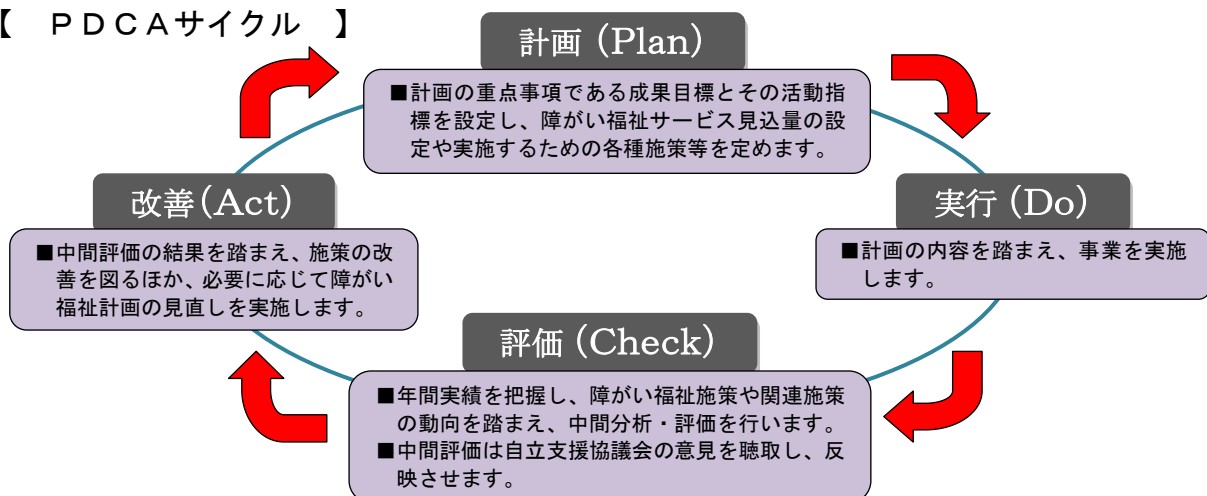 【　ＰＤＣＡサイクル　】
計画（Plan）
■計画の重点事項である成果目標とその活動指
標を設定し、障がい福祉サービス見込量の設
定や実施するための各種施策等を定めます。
実行（Do）
■計画の内容を踏まえ、事業を実施
します。
評価（Check）
■年間実績を把握し、障がい福祉施策や関連施策
の動向を踏まえ、中間分析・評価を行います。
■中間評価は自立支援協議会の意見を聴取し、反
映させます。
改善（Act）
■中間評価の結果を踏まえ、施策の改
善を図るほか、必要に応じて障がい
福祉計画の見直しを実施します。